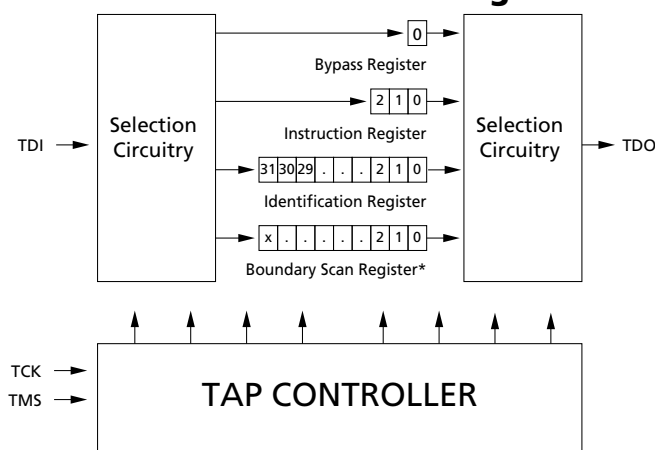 0
Bypass Register
2 1 0
Selection
Circuitry
Selection
Circuitry
Instruction Register
TDI
TDO
31 30 29 . . . 2 1 0
Identification Register
x . . . . . 2 1 0
Boundary Scan Register*
TCK
TMS
TAP CONTROLLER